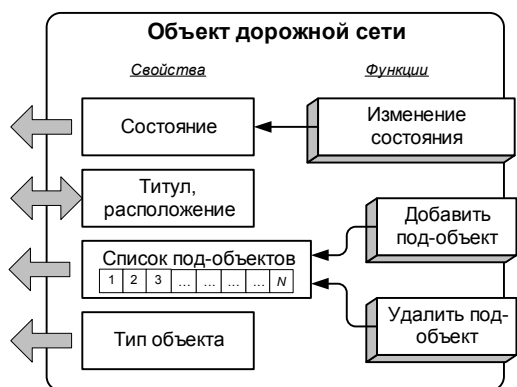 Объект дорожной сети
Свойства
Функции
Состояние
Изменение
состояния
Титул,
расположение
Добавить
под-объект
Список под-объектов
1 2 3 ... ... ... ... N
Удалить под-
объект
Тип объекта